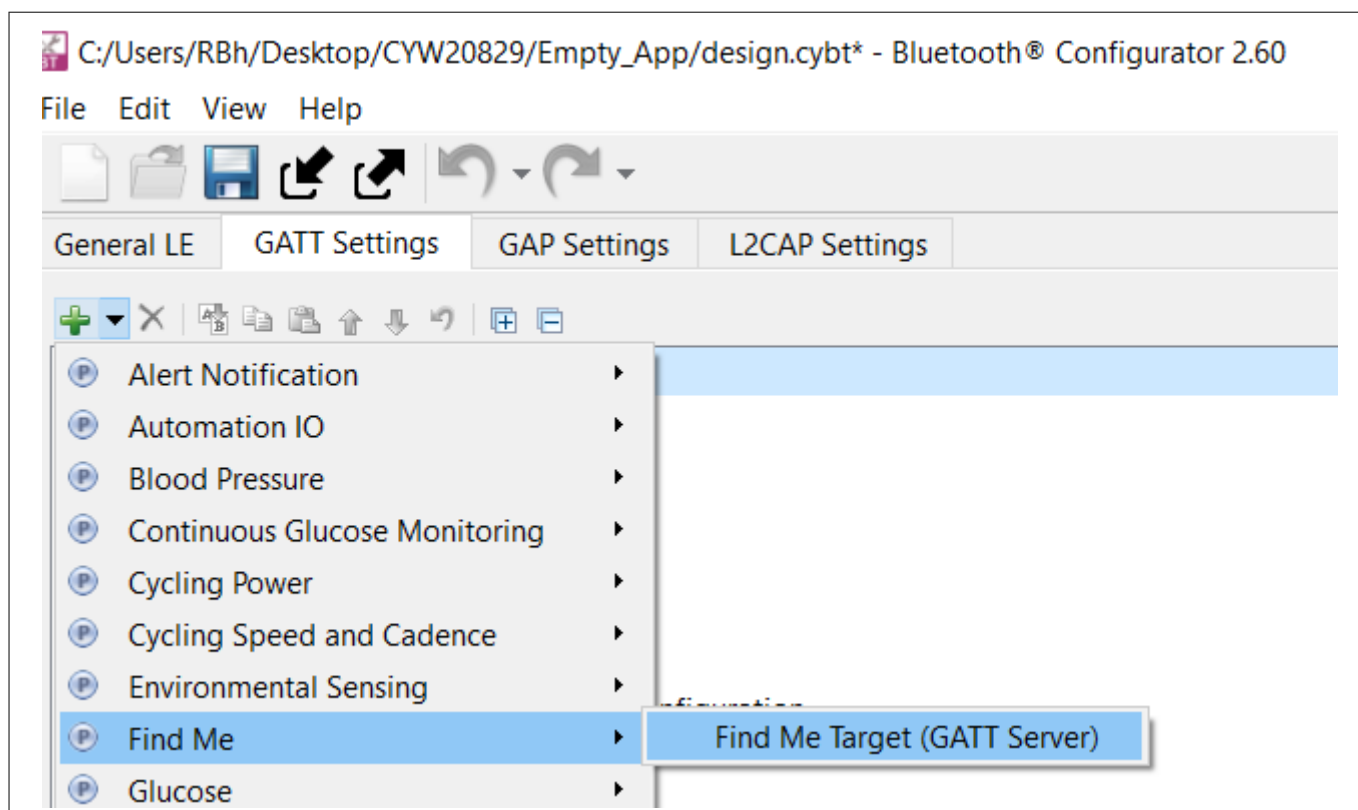 C:/Users/RBh/Desktop/CYW20829/Empty_App/design.cybt* - Bluetooth® Configurator 2.60
File Edit View Help
General LE GATT Settings GAP Settings L2CAP Settings
Alert Notification
Automation IO
Blood Pressure
Continuous Glucose Monitoring
Cycling Power
Cycling Speed and Cadence
Environmental Sensing
Find Me Find Me Target (GATT Server)
Glucose